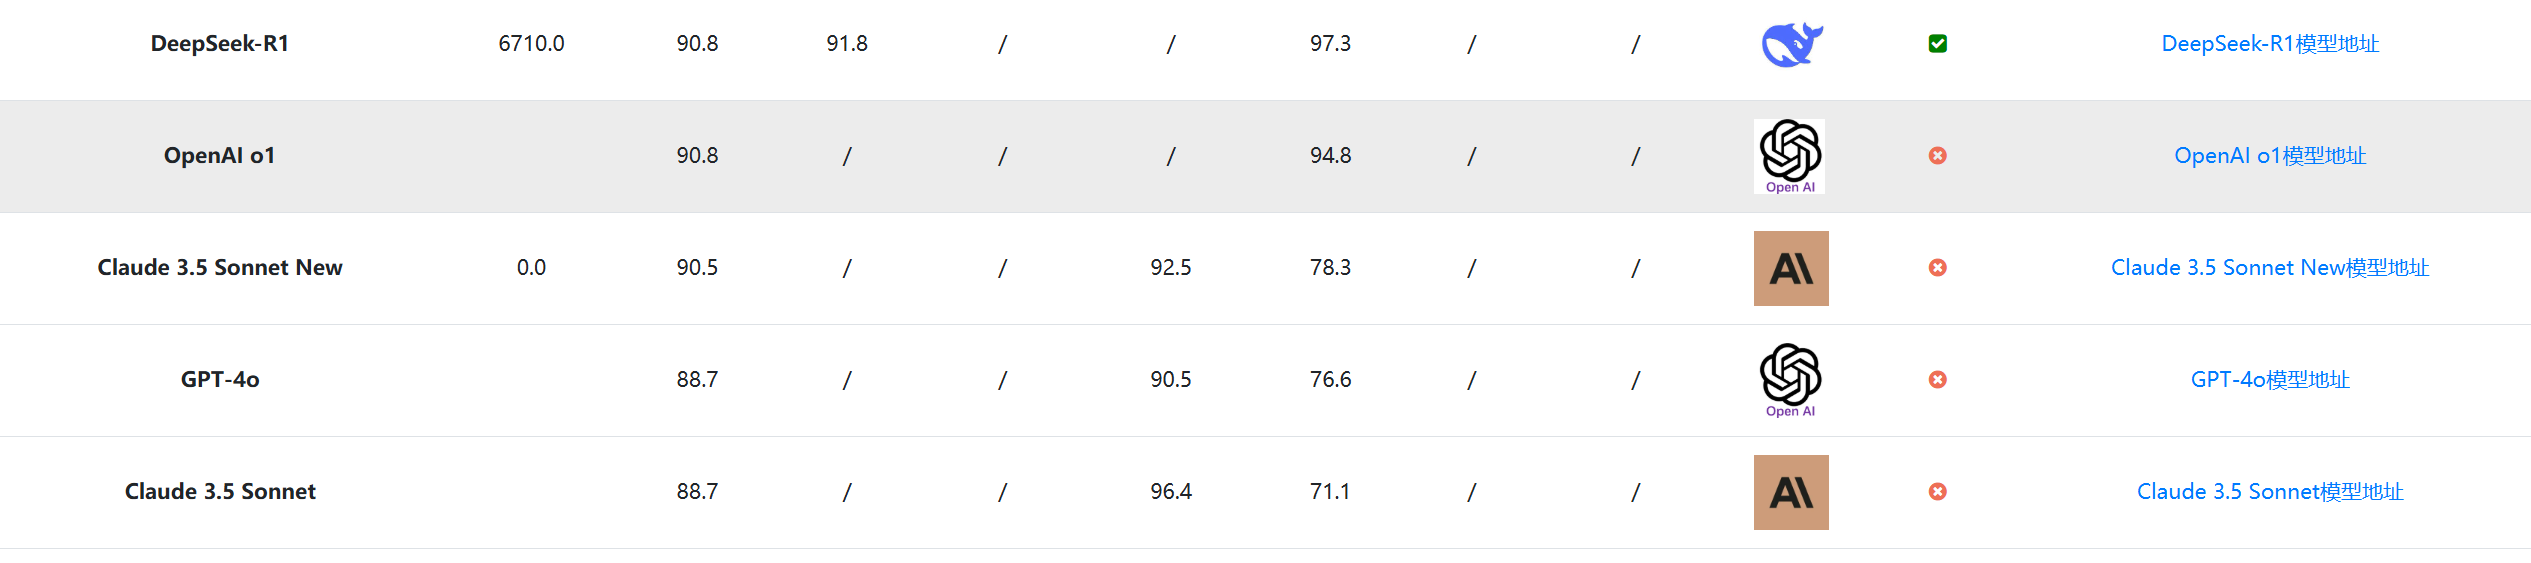 DeepSeek-R1 6710.0 90.8 91.8 / / 97.3 / / DeepSeek-R1模型地址
OpenAI o1 90.8 / / / 94.8 / / Open AI OpenAI o1模型地址
Claude 3.5 Sonnet New 0.0 90.5 / / 92.5 78.3 / / AI Claude 3.5 Sonnet New模型地址
GPT-4o 88.7 / / 90.5 76.6 / / Open AI GPT-4o模型地址
Claude 3.5 Sonnet 88.7 / / 96.4 71.1 / / AI Claude 3.5 Sonnet模型地址